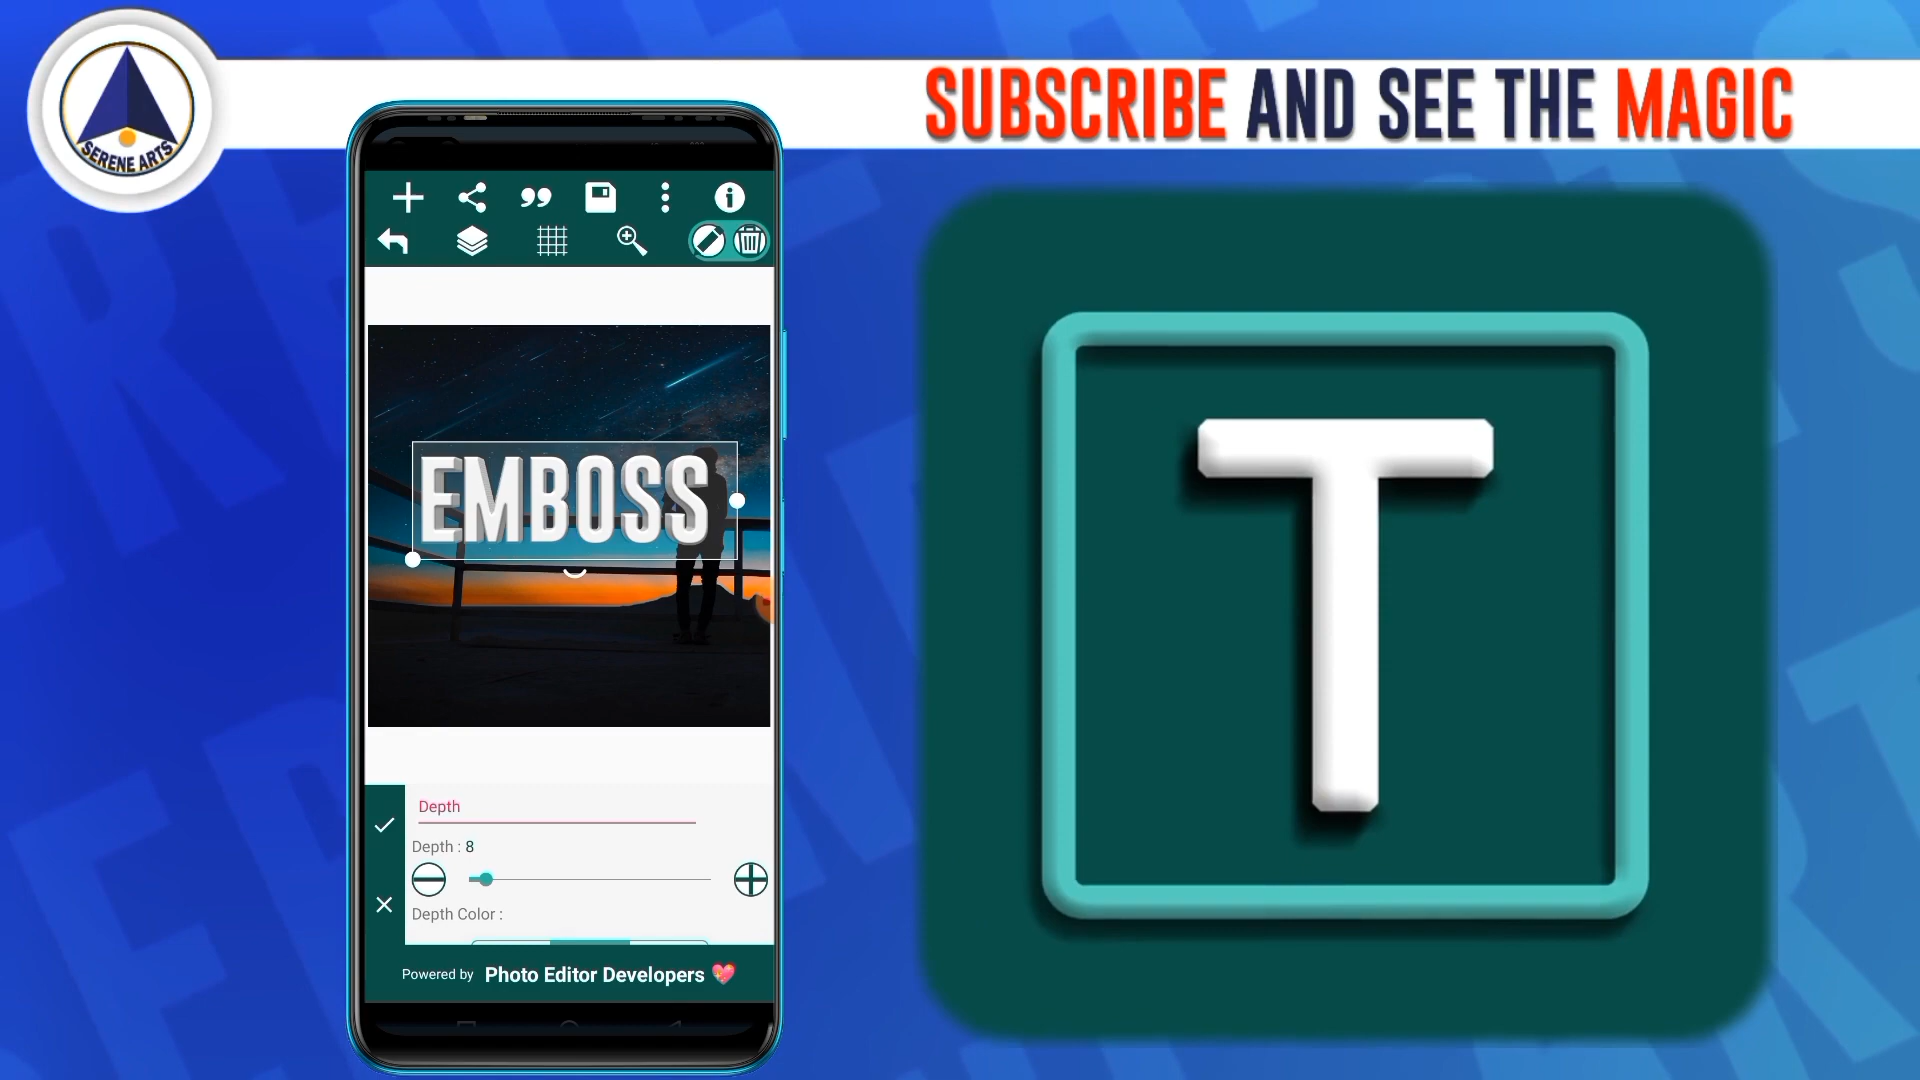 SERENE ARTS
SUBSCRIBE AND SEE THE MAGIC
EMBOSS
T
Depth
Depth : 8
Depth Color :
Powered by Photo Editor Developers 💖